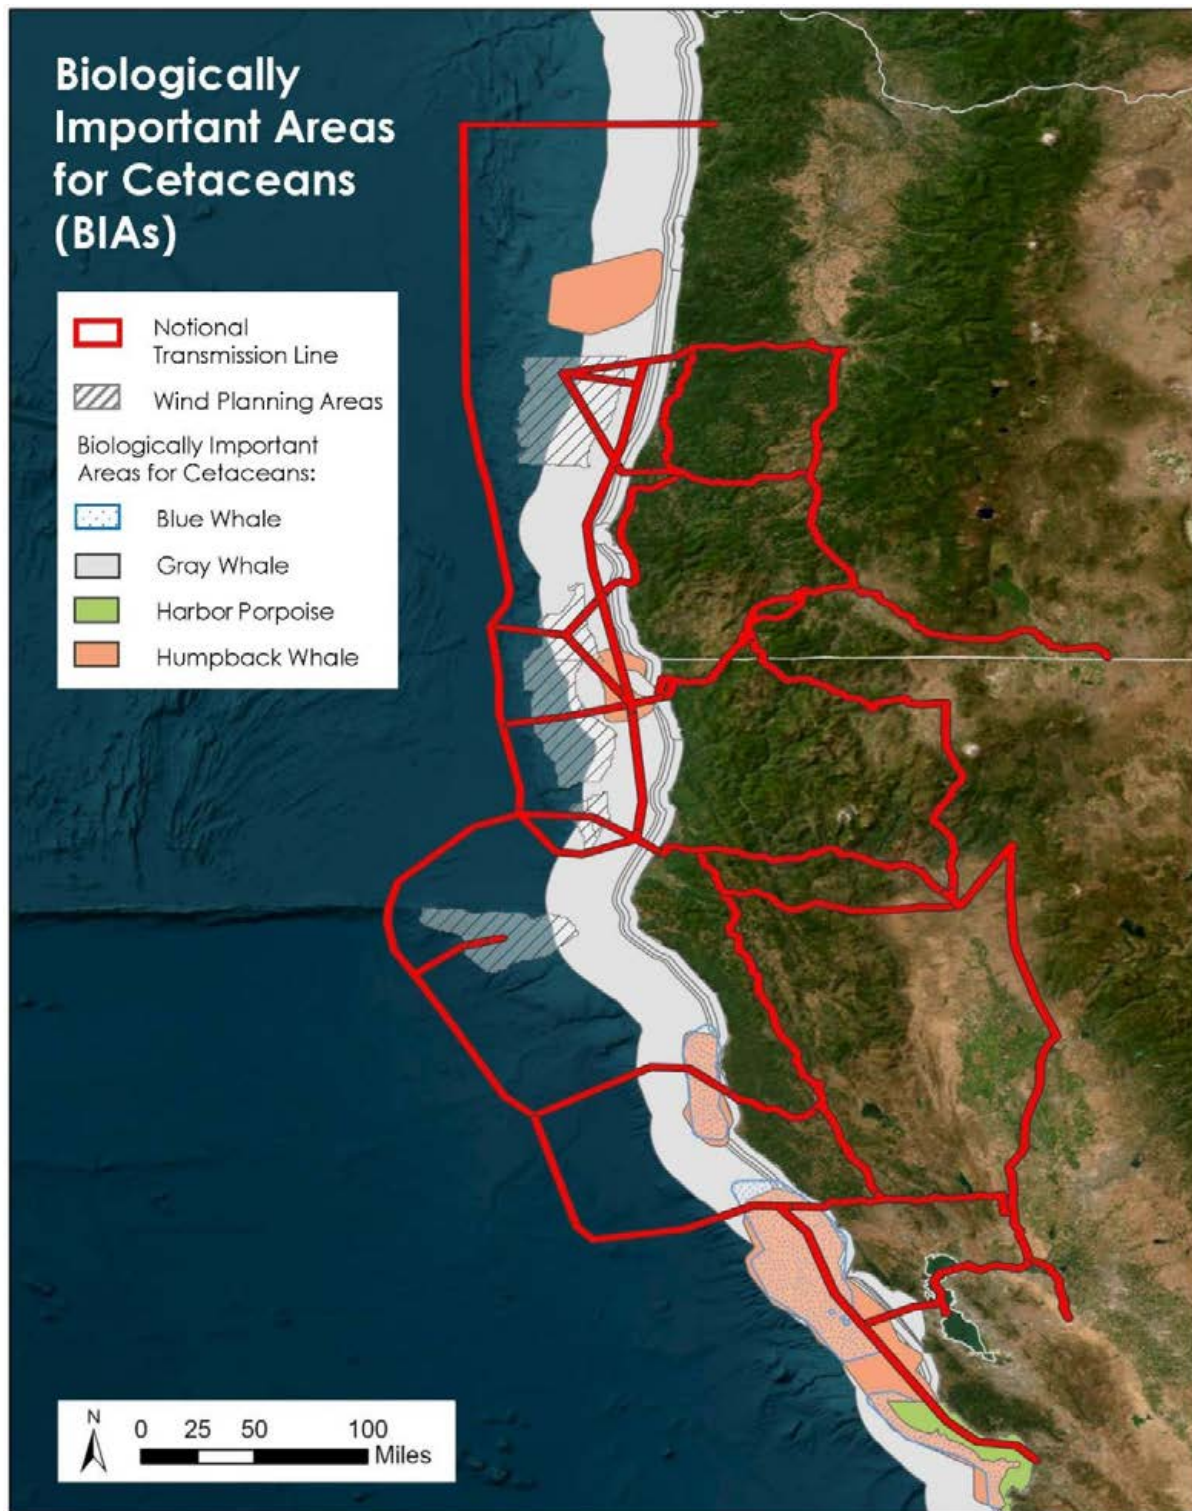 Biologically
Important Areas
for Cetaceans
(BIAs)
Notional
Transmission Line
Wind Planning Areas
Biologically Important
Areas for Cetaceans:
Blue Whale
Gray Whale
Harbor Porpoise
Humpback Whale
N
0 25 50 100
Miles